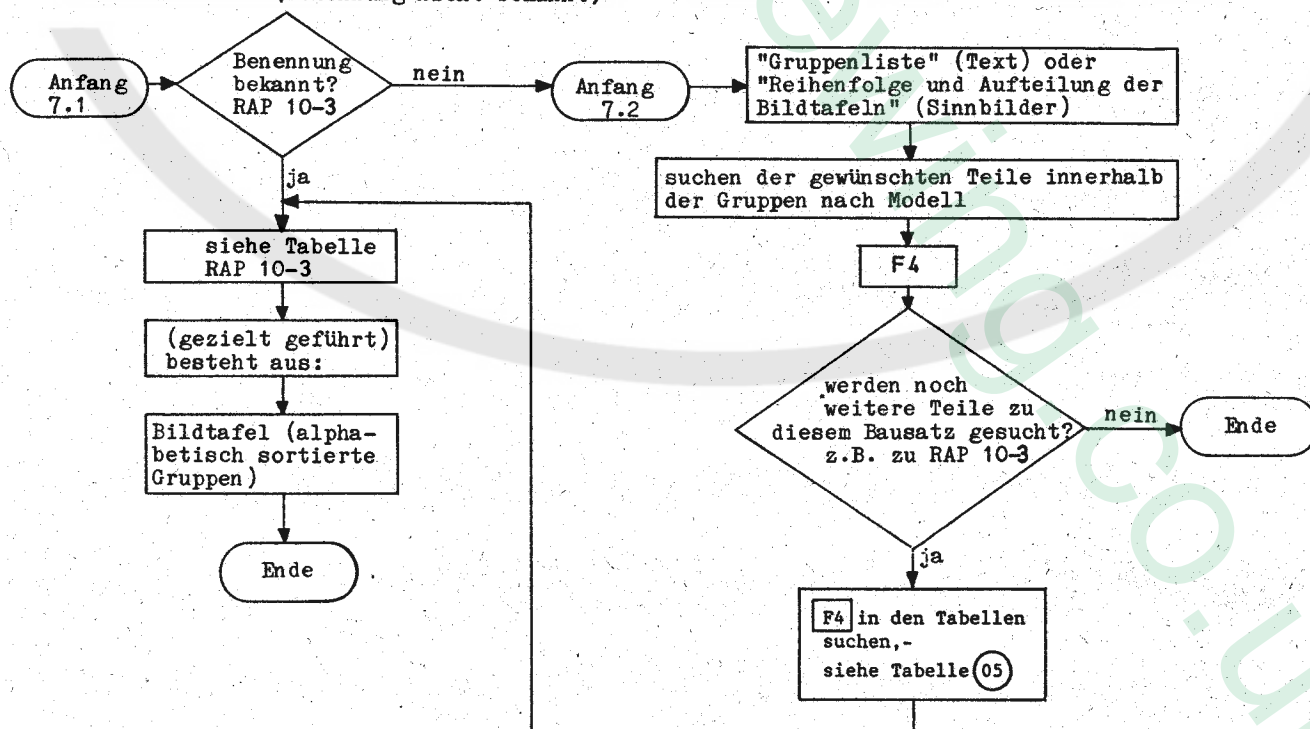 Anfang
7.1
Benennung
bekannt?
RAP 10-3
nein
Anfang
7.2
"Gruppenliste" (Text) oder
"Reihenfolge und Aufteilung der
Bildtafeln" (Sinnbilder)
ja
suchen der gewünschten Teile innerhalb
der Gruppen nach Modell
siehe Tabelle
RAP 10-3
F4
(gezielt geführt)
besteht aus:
werden noch
weitere Teile zu
diesem Bausatz gesucht?
z.B. zu RAP 10-3
nein
Ende
Bildtafel (alpha-
betisch sortierte
Gruppen)
Ende
ja
F4 in den Tabellen
suchen,-
siehe Tabelle 05